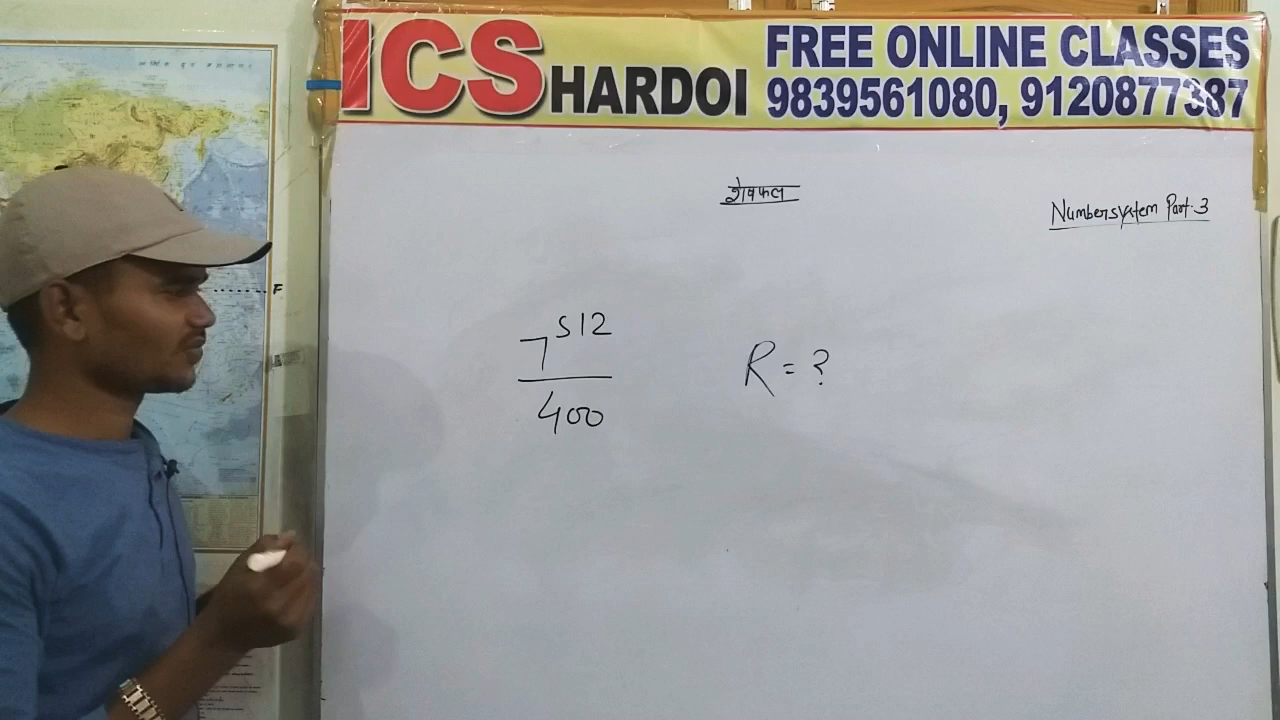 ICS HARDOI
FREE ONLINE CLASSES
9839561080, 9120877387
शेषफल
Number system Part-3
7^512
400
R = ?
F